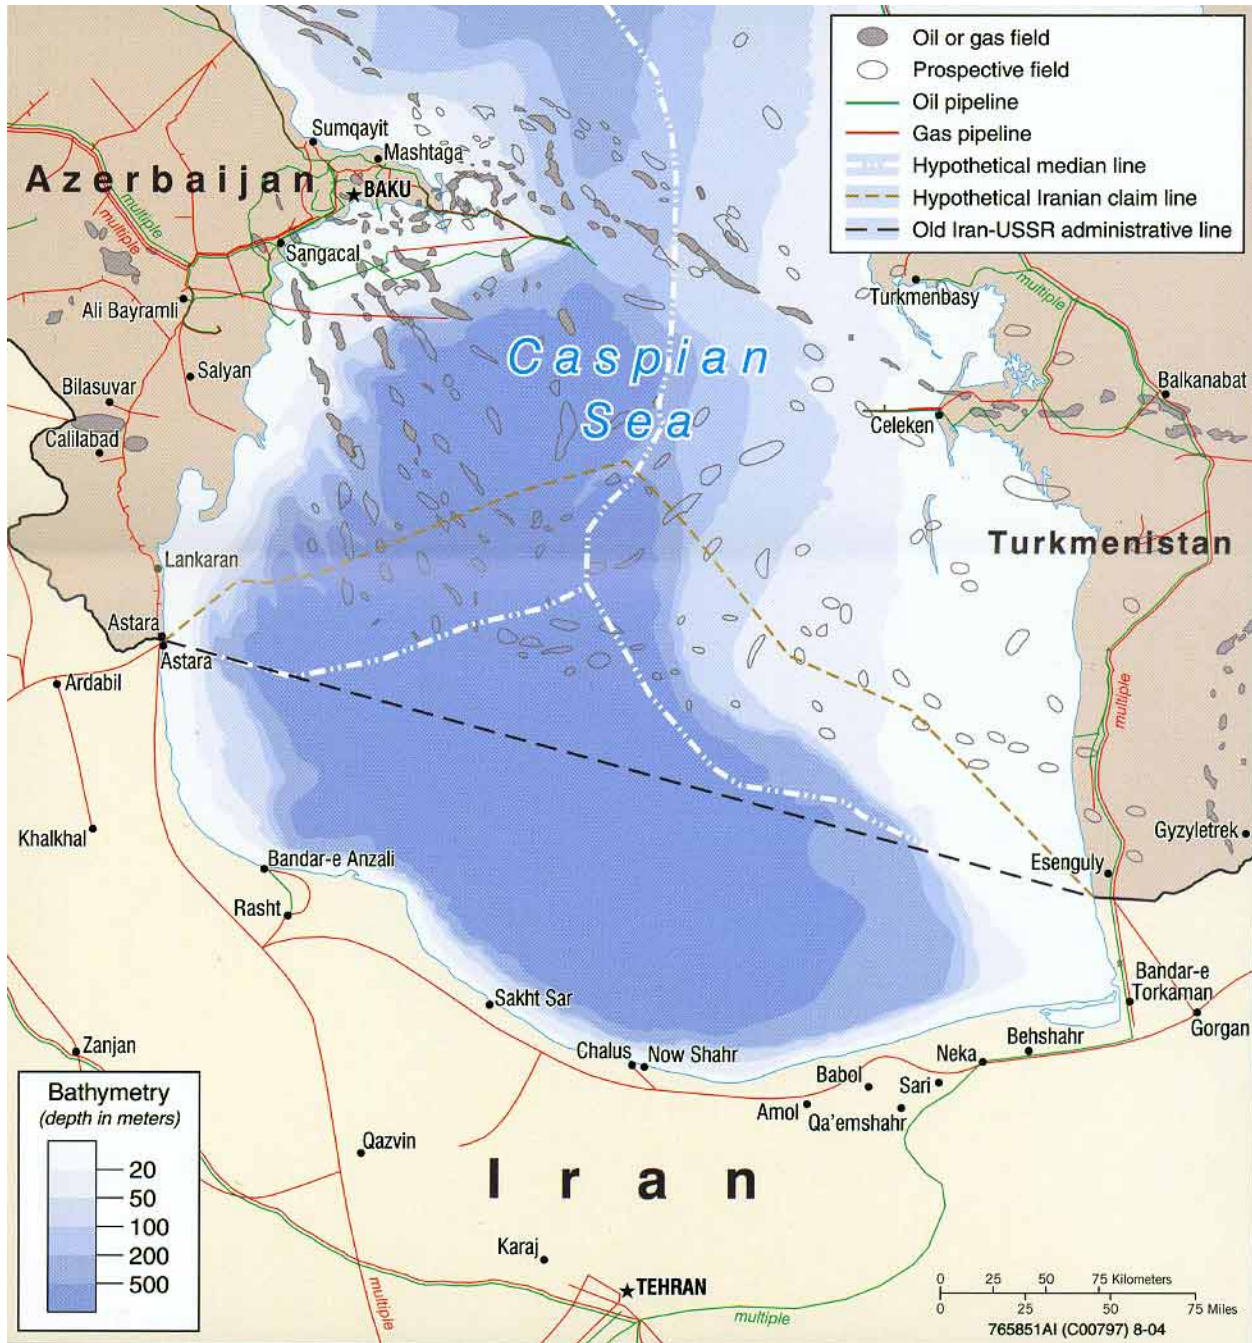 Oil or gas field
Prospective field
Oil pipeline
Gas pipeline
Hypothetical median line
Hypothetical Iranian claim line
Old Iran-USSR administrative line
Sumqayit
Mashtaga
Azerbaijan
BAKU
multiple
multiple
Sangacal
Ali Bayramli
Turkmenbasy
multiple
Caspian
Sea
Salyan
Bilasuvar
Balkanabat
Celeken
Calilabad
Turkmenistan
Lankaran
Astara
Astara
Ardabil
multiple
Khalkhal
Gyzyletrek
Bandar-e Anzali
Esenguly
Rasht
Bandar-e
Torkaman
Sakht Sar
Gorgan
Zanjan
Chalus
Now Shahr
Behshahr
Neka
Babol
Sari
Amol
Qa'emshahr
Bathymetry
(depth in meters)
20
50
100
200
500
Qazvin
Iran
Karaj
TEHRAN
multiple
multiple
0 25 50 75 Kilometers
0 25 50 75 Miles
765851AI (C00797) 8-04